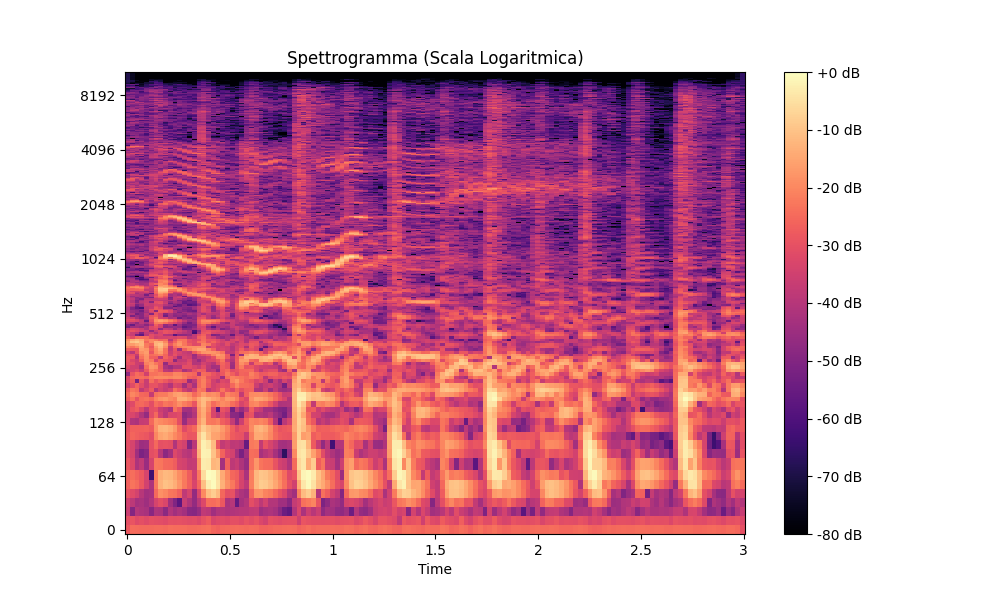 Spettrogramma (Scala Logaritmica)
Hz
8192
4096
2048
1024
512
256
128
64
0
0 0.5 1 1.5 2 2.5 3
Time
+0 dB
-10 dB
-20 dB
-30 dB
-40 dB
-50 dB
-60 dB
-70 dB
-80 dB